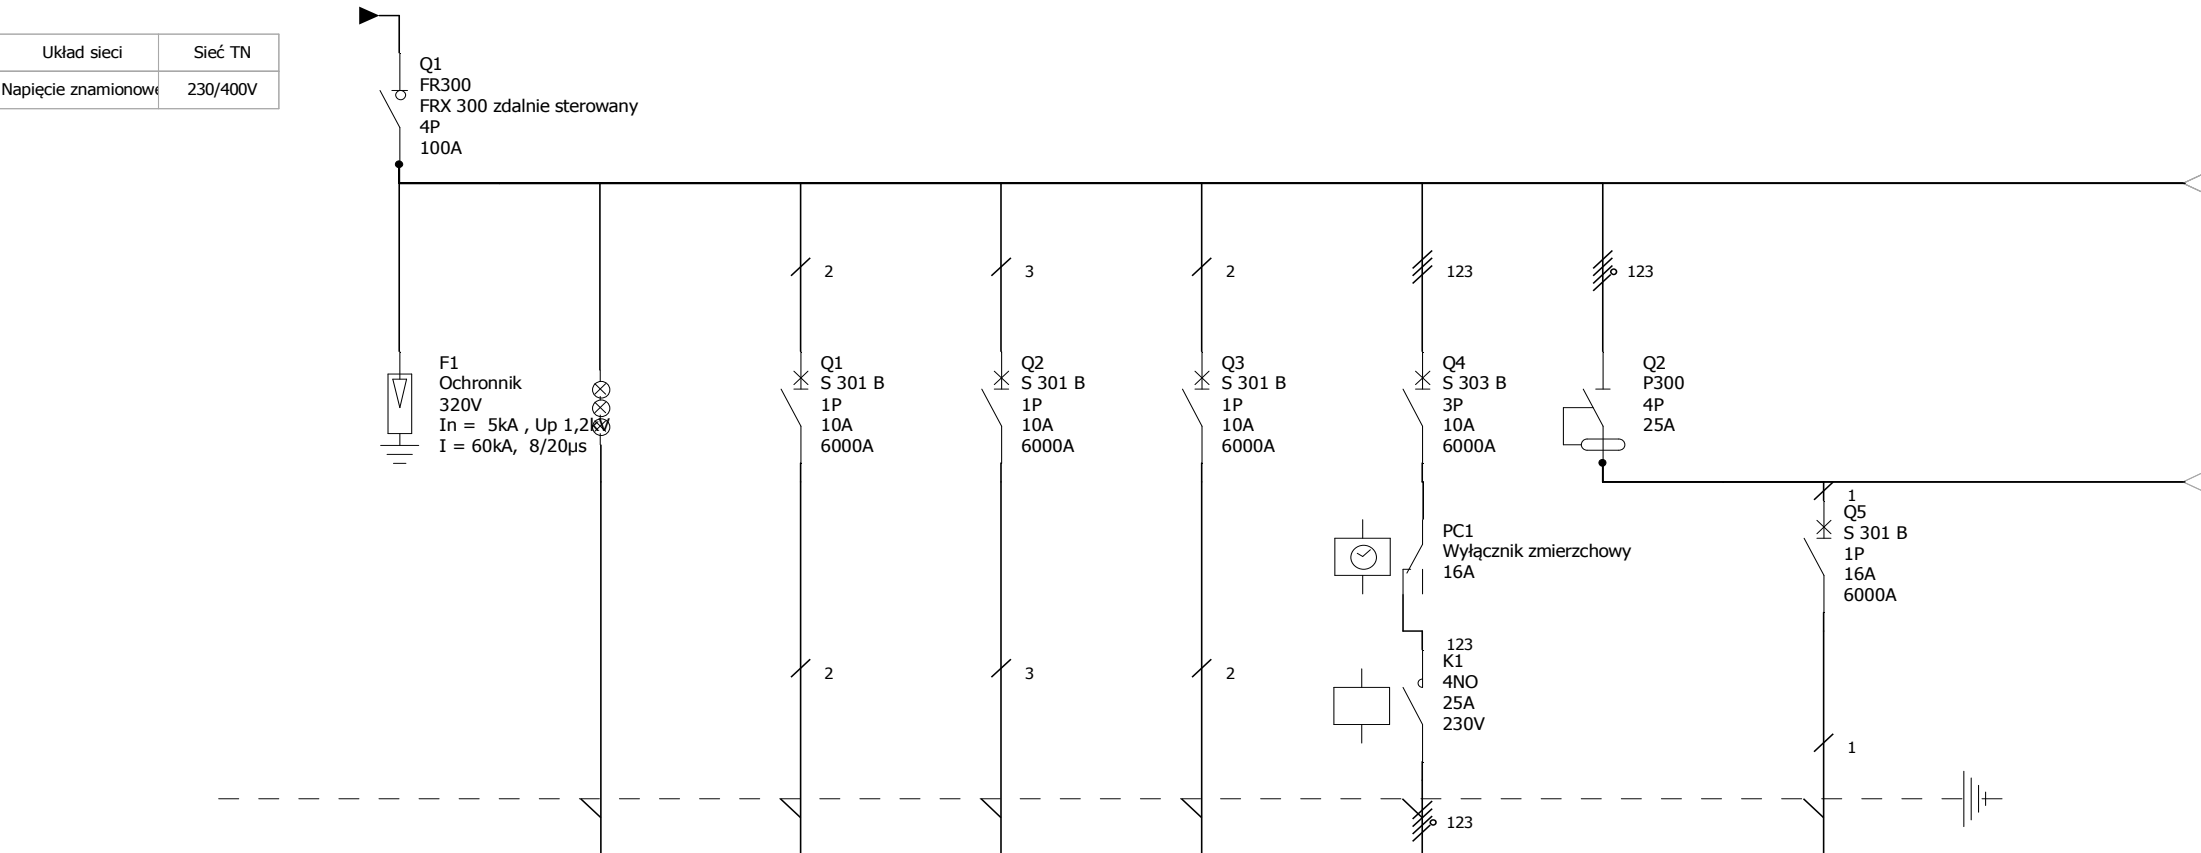 Układ sieci
Sieć TN
Napięcie znamionowe
230/400V
Q1
FR300
FRX 300 zdalnie sterowany
4P
100A
2
3
2
123
123
F1
Ochronnik
320V
In =  5kA , Up 1,2kV
I = 60kA,  8/20µs
Q1
S 301 B
1P
10A
6000A
Q2
S 301 B
1P
10A
6000A
Q3
S 301 B
1P
10A
6000A
Q4
S 303 B
3P
10A
6000A
Q2
P300
4P
25A
1
Q5
S 301 B
1P
16A
6000A
PC1
Wyłącznik zmierzchowy
16A
123
K1
4NO
25A
230V
2
3
2
1
123